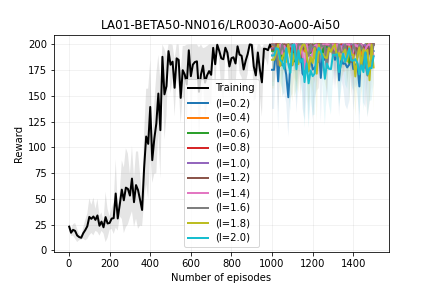 LA01-BETA50-NN016/LR0030-Ao00-Ai50
200
175
150
125
100
75
50
25
0
Reward
Training
(l=0.2)
(l=0.4)
(l=0.6)
(l=0.8)
(l=1.0)
(l=1.2)
(l=1.4)
(l=1.6)
(l=1.8)
(l=2.0)
0 200 400 600 800 1000 1200 1400
Number of episodes